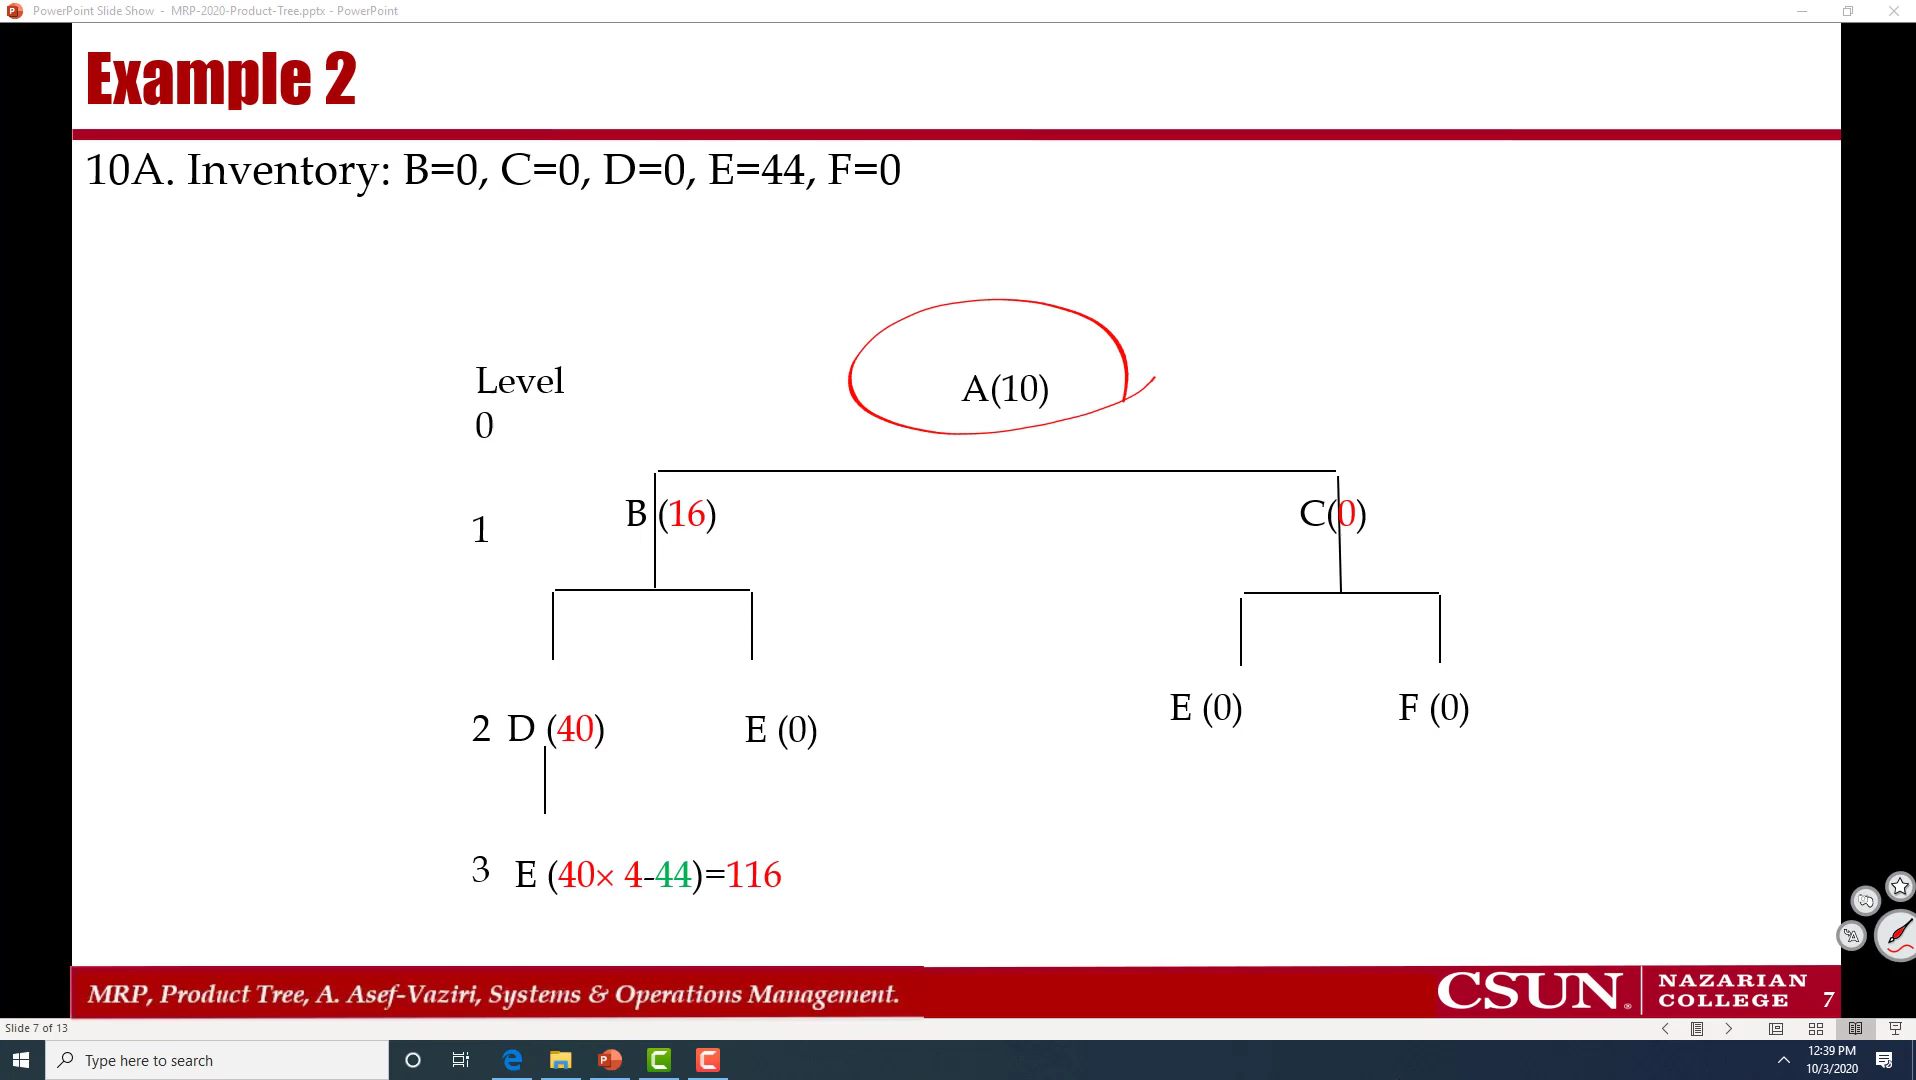 PowerPoint Slide Show - MRP-2020-Product-Tree.pptx - PowerPoint
Example 2
10A. Inventory: B=0, C=0, D=0, E=44, F=0
Level
0
A(10)
1
B (16)
C(0)
2 D (40)
E (0)
E (0)
F (0)
3 E (40× 4-44)=116
MRP, Product Tree, A. Asef-Vaziri, Systems & Operations Management.
CSUN®
NAZARIAN
COLLEGE
7
Slide 7 of 13
Type here to search
12:39 PM
10/3/2020